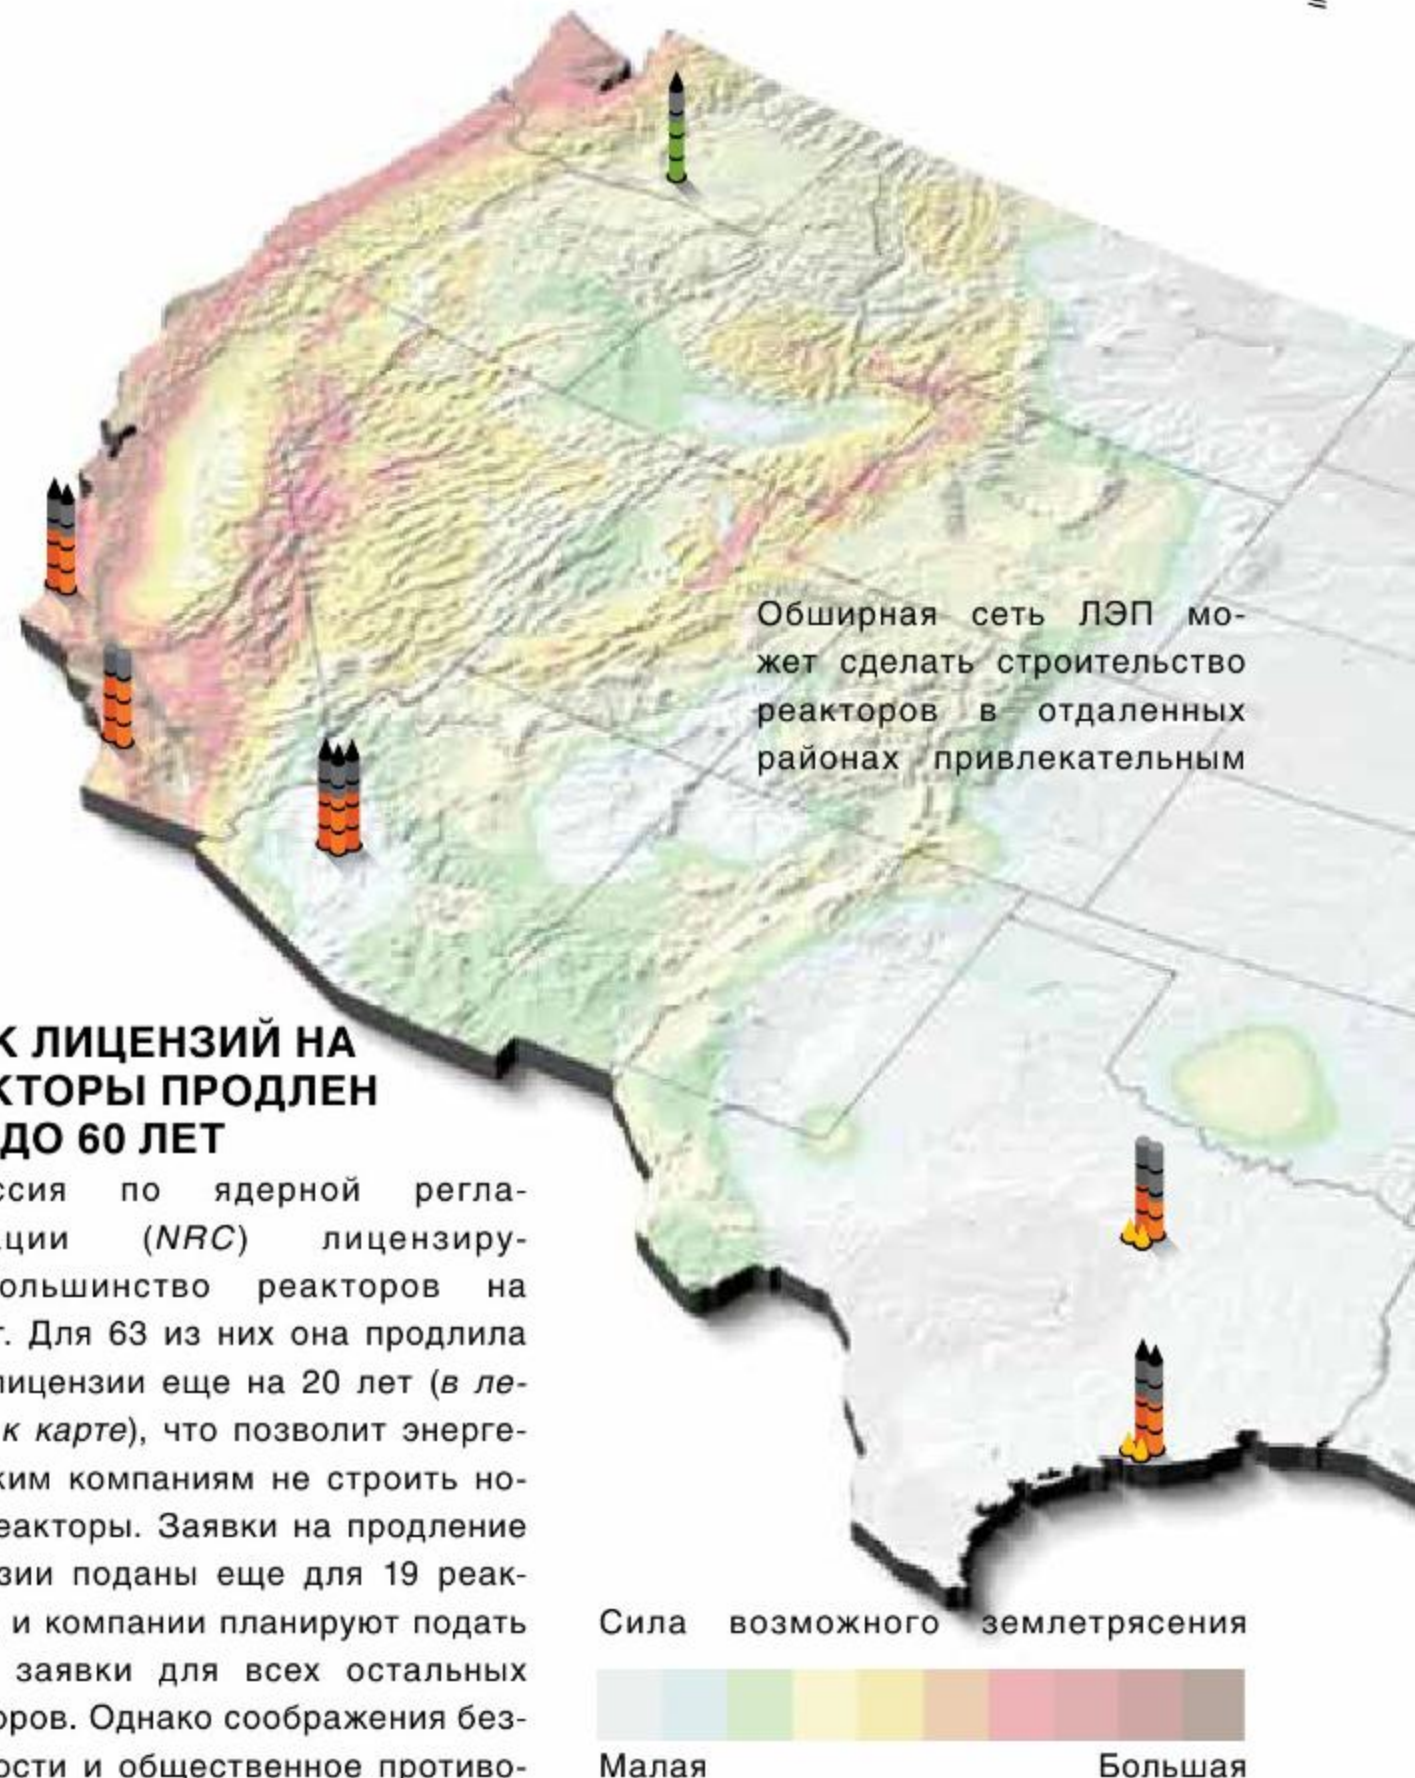 Обширная сеть ЛЭП мо-
жет сделать строительство
реакторов в отдаленных
районах привлекательным
К ЛИЦЕНЗИЙ НА
КТОРЫ ПРОДЛЕН
ДО 60 ЛЕТ
ссия по ядерной регла-
ции (NRC) лицензиру-
ольшинство реакторов на
т. Для 63 из них она продлила
лицензии еще на 20 лет (в ле-
к карте), что позволит энерге-
ким компаниям не строить но-
еакторы. Заявки на продление
зии поданы еще для 19 реак-
и компании планируют подать
заявки для всех остальных
оров. Однако соображения без-
ости и общественное противо-
Сила возможного землетрясения
Малая Большая